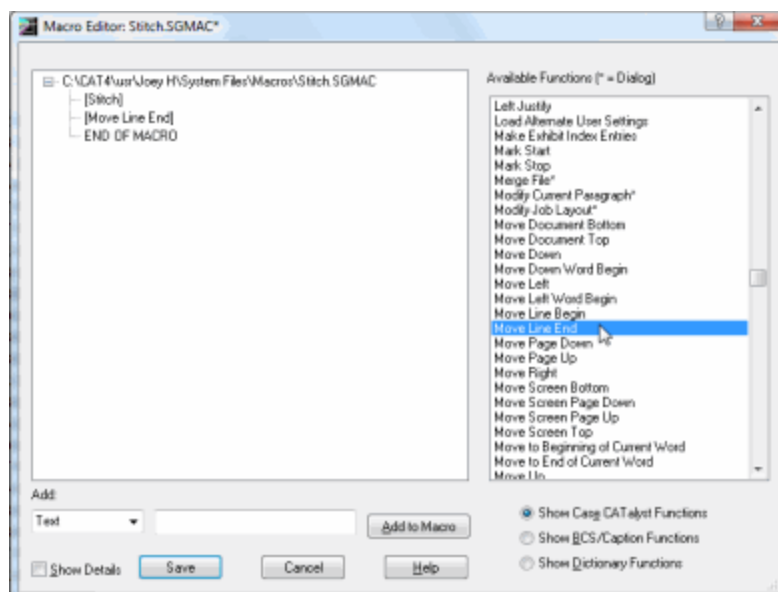 Macro Editor: Stitch.SGMAC*
C:\CAT4\usr\Joey H\System Files\Macros\Stitch.SGMAC
[Stitch]
[Move Line End]
END OF MACRO
Available Functions (* = Dialog)
Left Justify
Load Alternate User Settings
Make Exhibit Index Entries
Mark Start
Mark Stop
Merge File*
Modify Current Paragraph*
Modify Job Layout*
Move Document Bottom
Move Document Top
Move Down
Move Down Word Begin
Move Left
Move Left Word Begin
Move Line Begin
Move Line End
Move Page Down
Move Page Up
Move Right
Move Screen Bottom
Move Screen Page Down
Move Screen Page Up
Move Screen Top
Move to Beginning of Current Word
Move to End of Current Word
Move Up
Add:
Text
Add to Macro
Show Details
Save
Cancel
Help
Show Case CATalyst Functions
Show BCS/Caption Functions
Show Dictionary Functions